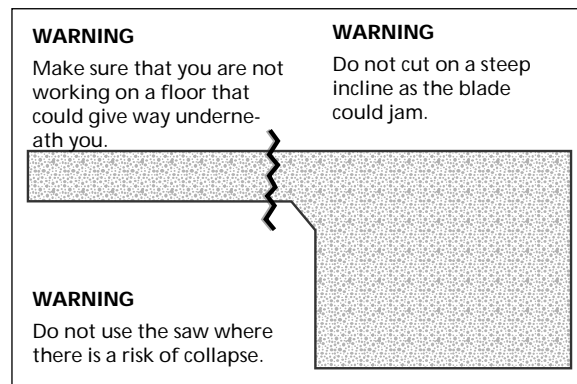 WARNING
Make sure that you are not
working on a floor that
could give way underne-
ath you.
WARNING
Do not cut on a steep
incline as the blade
could jam.
WARNING
Do not use the saw where
there is a risk of collapse.